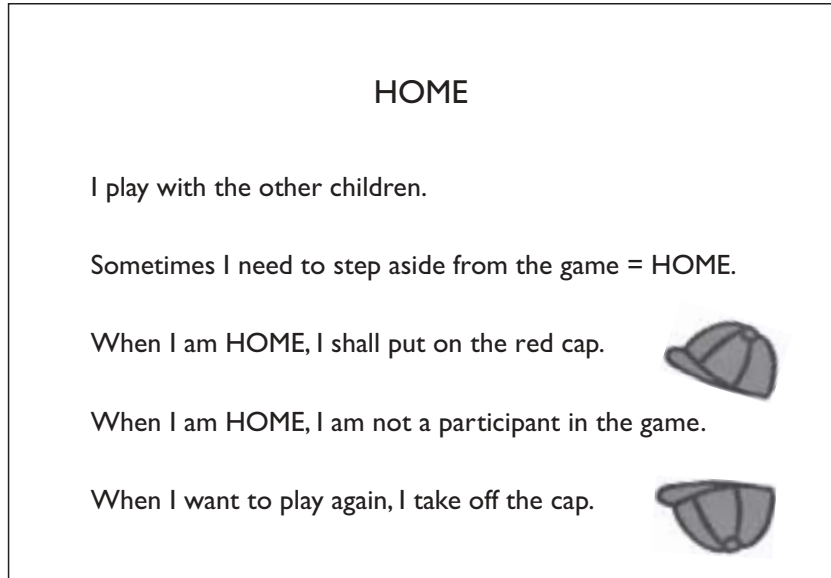 HOME
I play with the other children.
Sometimes I need to step aside from the game = HOME.
When I am HOME, I shall put on the red cap.
When I am HOME, I am not a participant in the game.
When I want to play again, I take off the cap.